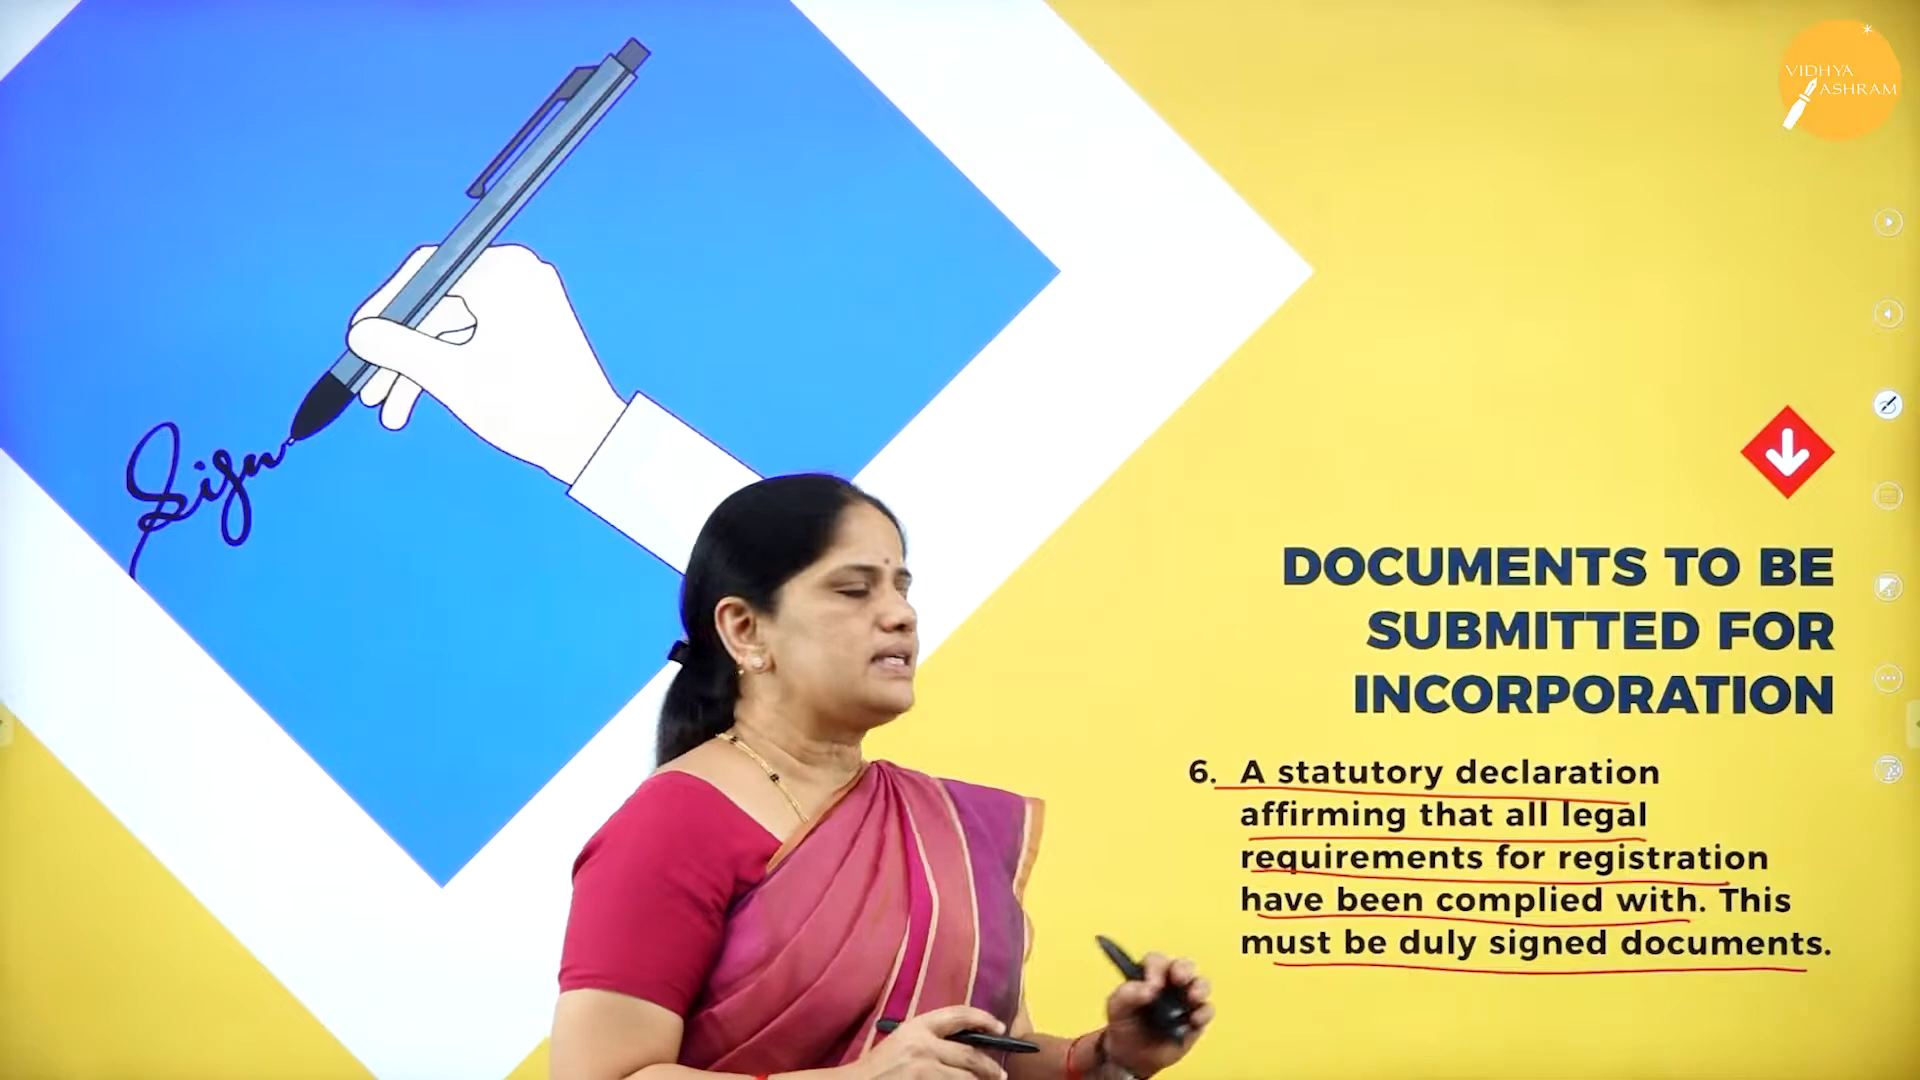 VIDHYA
ASHRAM
Sign
DOCUMENTS TO BE
SUBMITTED FOR
INCORPORATION
6. A statutory declaration
affirming that all legal
requirements for registration
have been complied with. This
must be duly signed documents.